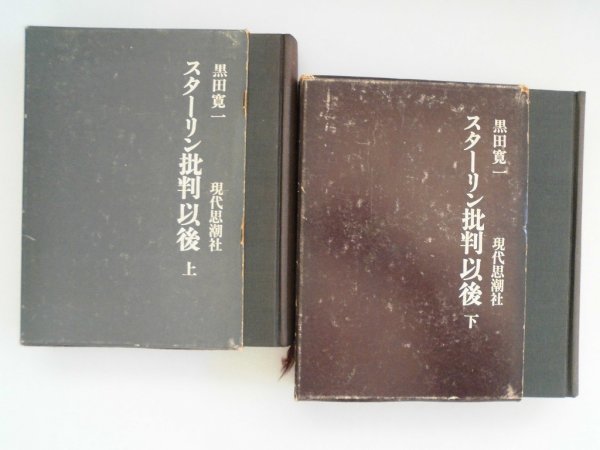 黒田寛一
スターリン批判以後 上
現代思潮社
黒田寛一
スターリン批判以後 下
現代思潮社